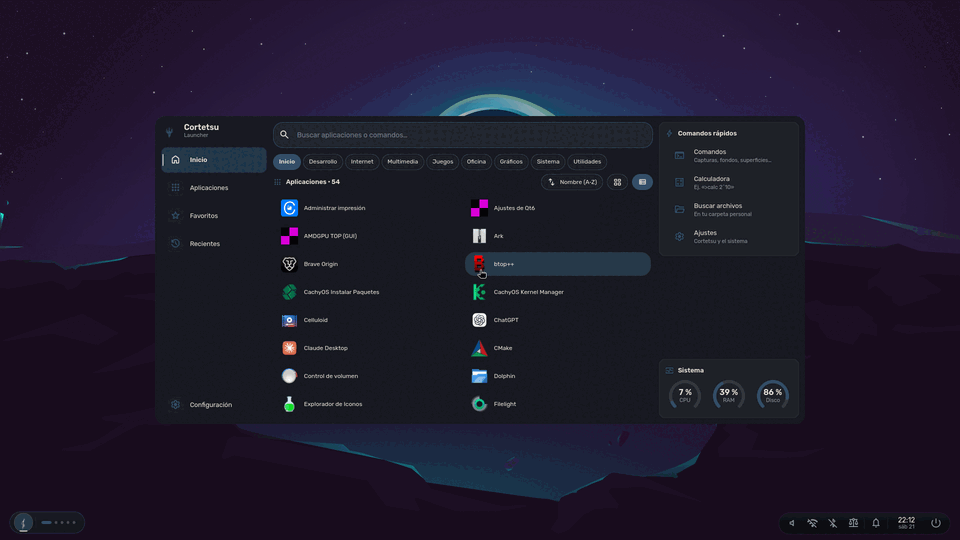 Cortetsu
Launcher
Inicio
Aplicaciones
Favoritos
Recientes
Configuración
Buscar aplicaciones o comandos...
Inicio Desarrollo Internet Multimedia Juegos Oficina Gráficos Sistema Utilidades
Aplicaciones • 54
Nombre (A-Z)
Administrar impresión
Ajustes de Qt6
AMDGPU TOP (GUI)
Ark
Brave Origin
btop++
CachyOS Instalar Paquetes
CachyOS Kernel Manager
Celluloid
ChatGPT
Claude Desktop
CMake
Control de volumen
Dolphin
Explorador de Iconos
Filelight
Comandos rápidos
Comandos
Capturas, fondos, superficies...
Calculadora
Ej. »>calc 2^10»
Buscar archivos
En tu carpeta personal
Ajustes
Cortetsu y el sistema
Sistema
7 %
CPU
39 %
RAM
86 %
Disco
22:12
sáb 21